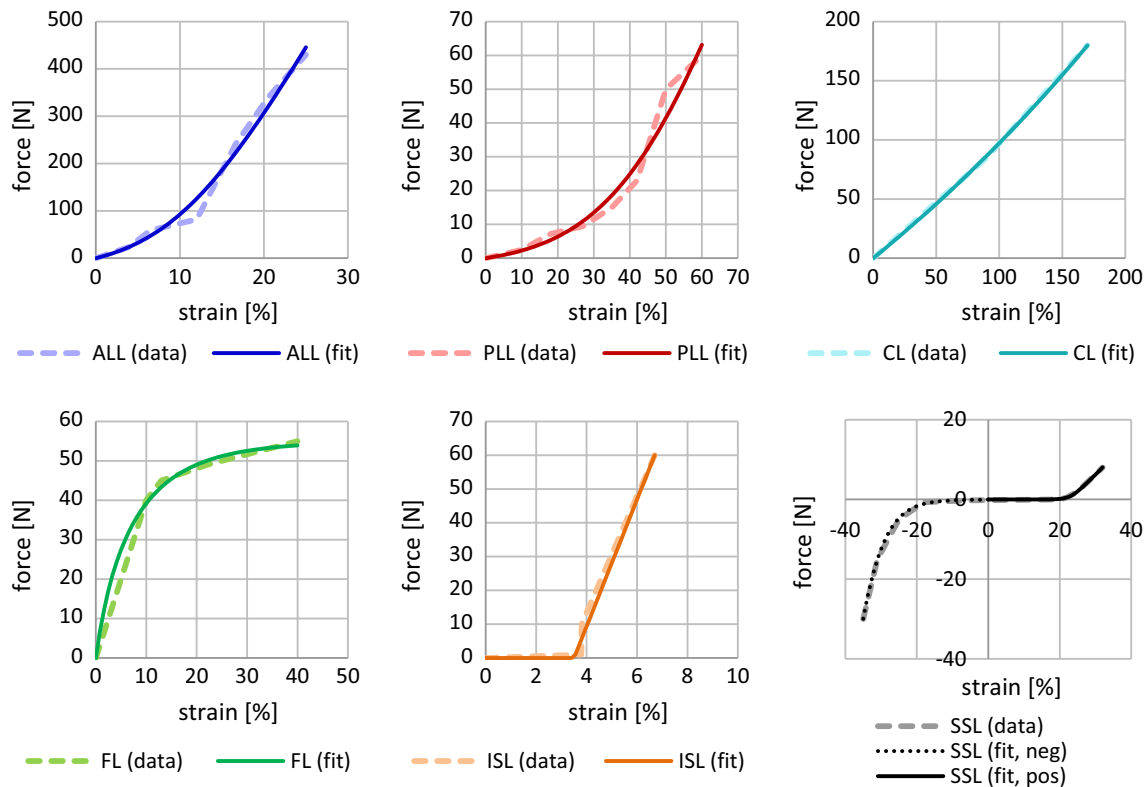 500
400
300
200
100
0
0 10 20 30
force [N]
strain [%]
ALL (data) ALL (fit)
70
60
50
40
30
20
10
0
0 10 20 30 40 50 60 70
force [N]
strain [%]
PLL (data) PLL (fit)
200
150
100
50
0
0 50 100 150 200
force [N]
strain [%]
CL (data) CL (fit)
60
50
40
30
20
10
0
0 10 20 30 40 50
force [N]
strain [%]
FL (data) FL (fit)
70
60
50
40
30
20
10
0
0 2 4 6 8 10
force [N]
strain [%]
ISL (data) ISL (fit)
20
0
-20
-40
-40 -20 0 20 40
force [N]
strain [%]
SSL (data)
SSL (fit, neg)
SSL (fit, pos)